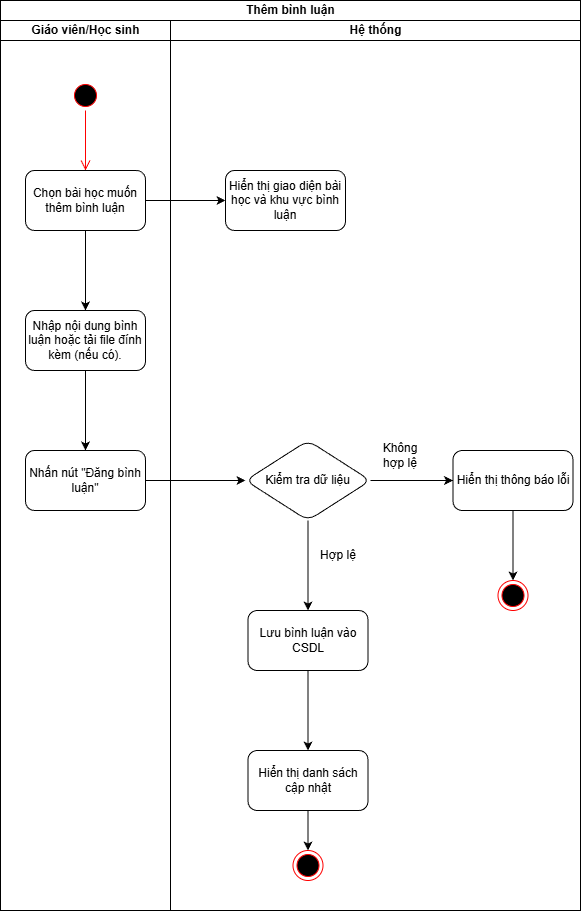 Thêm bình luận
Giáo viên/Học sinh
Hệ thống
Chọn bài học muốn
thêm bình luận
Hiển thị giao diện bài
học và khu vực bình
luận
Nhập nội dung bình
luận hoặc tải file đính
kèm (nếu có).
Nhấn nút "Đăng bình
luận"
Kiểm tra dữ liệu
Không
hợp lệ
Hiển thị thông báo lỗi
Hợp lệ
Lưu bình luận vào
CSDL
Hiển thị danh sách
cập nhật